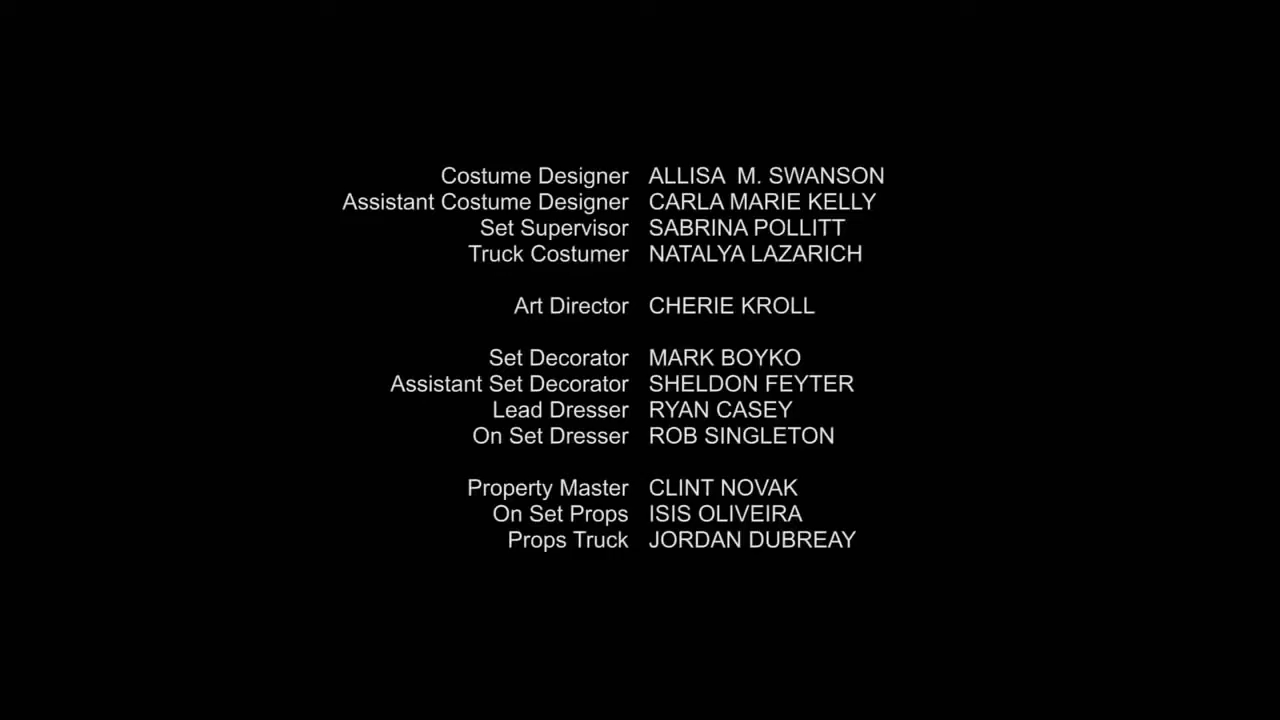 Costume Designer ALLISA  M. SWANSON
Assistant Costume Designer CARLA MARIE KELLY
Set Supervisor SABRINA POLLITT
Truck Costumer NATALYA LAZARICH
Art Director CHERIE KROLL
Set Decorator MARK BOYKO
Assistant Set Decorator SHELDON FEYTER
Lead Dresser RYAN CASEY
On Set Dresser ROB SINGLETON
Property Master CLINT NOVAK
On Set Props ISIS OLIVEIRA
Props Truck JORDAN DUBREAY